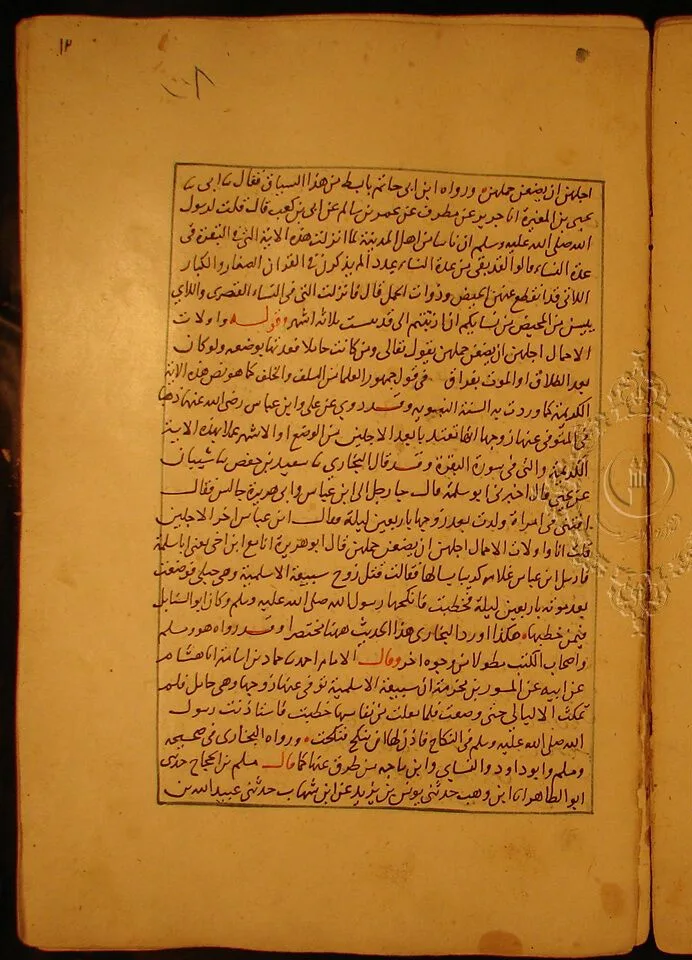 ١٢
اجلهن ان يضعن حملهن ورواه ابن ابي حاتم بابسط من هذا السياق فقال ثنا ابي ثنا
يحيى بن المغيرة انا جرير عن مطرف عن عمر بن سالم عن ابي بن كعب قال قلت لرسول
الله صلى الله عليه وسلم ان ناسا من اهل المدينة لما انزلت هذه الاية التي في البقرة في
عدة النساء قالوا لقد بقي من عدة النساء عدد لم يذكرن في القران الصغار والكبار
اللائي قد انقطع عنهن الحيض وذوات الحمل قال فانزلت التي في النساء القصرى واللاي
يئسن من المحيض من نسايكم ان ارتبتم فعدتهن ثلاثة اشهر وقوله واولات
الاحمال اجلهن ان يضعن حملهن يقول تعالى ومن كانت حاملا فعدتها بوضعه ولو كان
بعد الطلاق او الموت بفراق في قول جمهور العلما من السلف والخلف كما هو نص هذه الاية
الكريمة كما وردت به السنة النبوية وقد روي عن علي وابن عباس رضي الله عنهما انهما ذهبا
في المتوفى عنها زوجها انها تعتد بابعد الاجلين من الوضع او الاشهر عملا بهذه الاية
الكريمة والتي في سورة البقرة وقد قال البخاري ثنا سعيد بن حفص ثنا شيبان
عن يحيى قال اخبرني ابو سلمة قال جا رجل الى ابن عباس وابي هريرة جالس فقال
افتني في امراة ولدت بعد زوجها باربعين ليلة فقال ابن عباس اخر الاجلين
قلت انا واولات الاحمال اجلهن ان يضعن حملهن قال ابو هريرة انا مع ابن اخي يعني ابا سلمة
فارسل ابن عباس غلامه كريبا يسالها فقالت قتل زوج سبيعة الاسلمية وهي حبلى فوضعت
بعد موته باربعين ليلة فخطبت فانكحها رسول الله صلى الله عليه وسلم وكان ابو السنابل
فيمن خطبها هكذا اورد البخاري هذا الحديث ههنا مختصرا وقد رواه هو ومسلم
واصحاب الكتب مطولا من وجوه اخر وقال الامام احمد ثنا حماد بن اسامة انا هشام
عن ابيه عن المسور بن مخرمة ان سبيعة الاسلمية توفي عنها زوجها وهي حامل فلم
تمكث الا ليالي حتى وضعت فلما تعلت من نفاسها خطبت فاستاذنت رسول
الله صلى الله عليه وسلم في النكاح فاذن لها ان تنكح فنكحت ورواه البخاري في صحيحه
ومسلم وابو داود والنساي وابن ماجه من طرق عنها كما قال مسلم بن الحجاج حدثني
ابو الطاهر انا ابن وهب حدثني يونس بن يزيد عن ابن شهاب حدثني عبيد الله بن